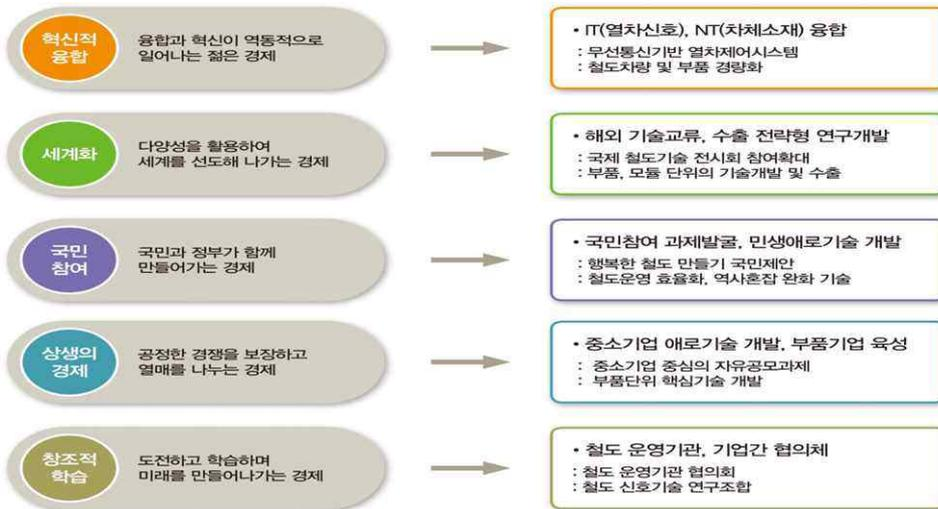 혁신적
융합
융합과 혁신이 역동적으로
일어나는 젊은 경제
• IT(열차신호), NT(차체소재) 융합
: 무선통신기반 열차제어시스템
: 철도차량 및 부품 경량화
세계화
다양성을 활용하여
세계를 선도해 나가는 경제
• 해외 기술교류, 수출 전략형 연구개발
: 국제 철도기술 전시회 참여확대
: 부품, 모듈 단위의 기술개발 및 수출
국민
참여
국민과 정부가 함께
만들어가는 경제
• 국민참여 과제발굴, 민생애로기술 개발
: 행복한 철도 만들기 국민제안
: 철도운영 효율화, 역사혼잡 완화 기술
상생의
경제
공정한 경쟁을 보장하고
열매를 나누는 경제
• 중소기업 애로기술 개발, 부품기업 육성
: 중소기업 중심의 자유공모과제
: 부품단위 핵심기술 개발
창조적
학습
도전하고 학습하며
미래를 만들어나가는 경제
• 철도 운영기관, 기업간 협의체
: 철도 운영기관 협의회
: 철도 신호기술 연구조합